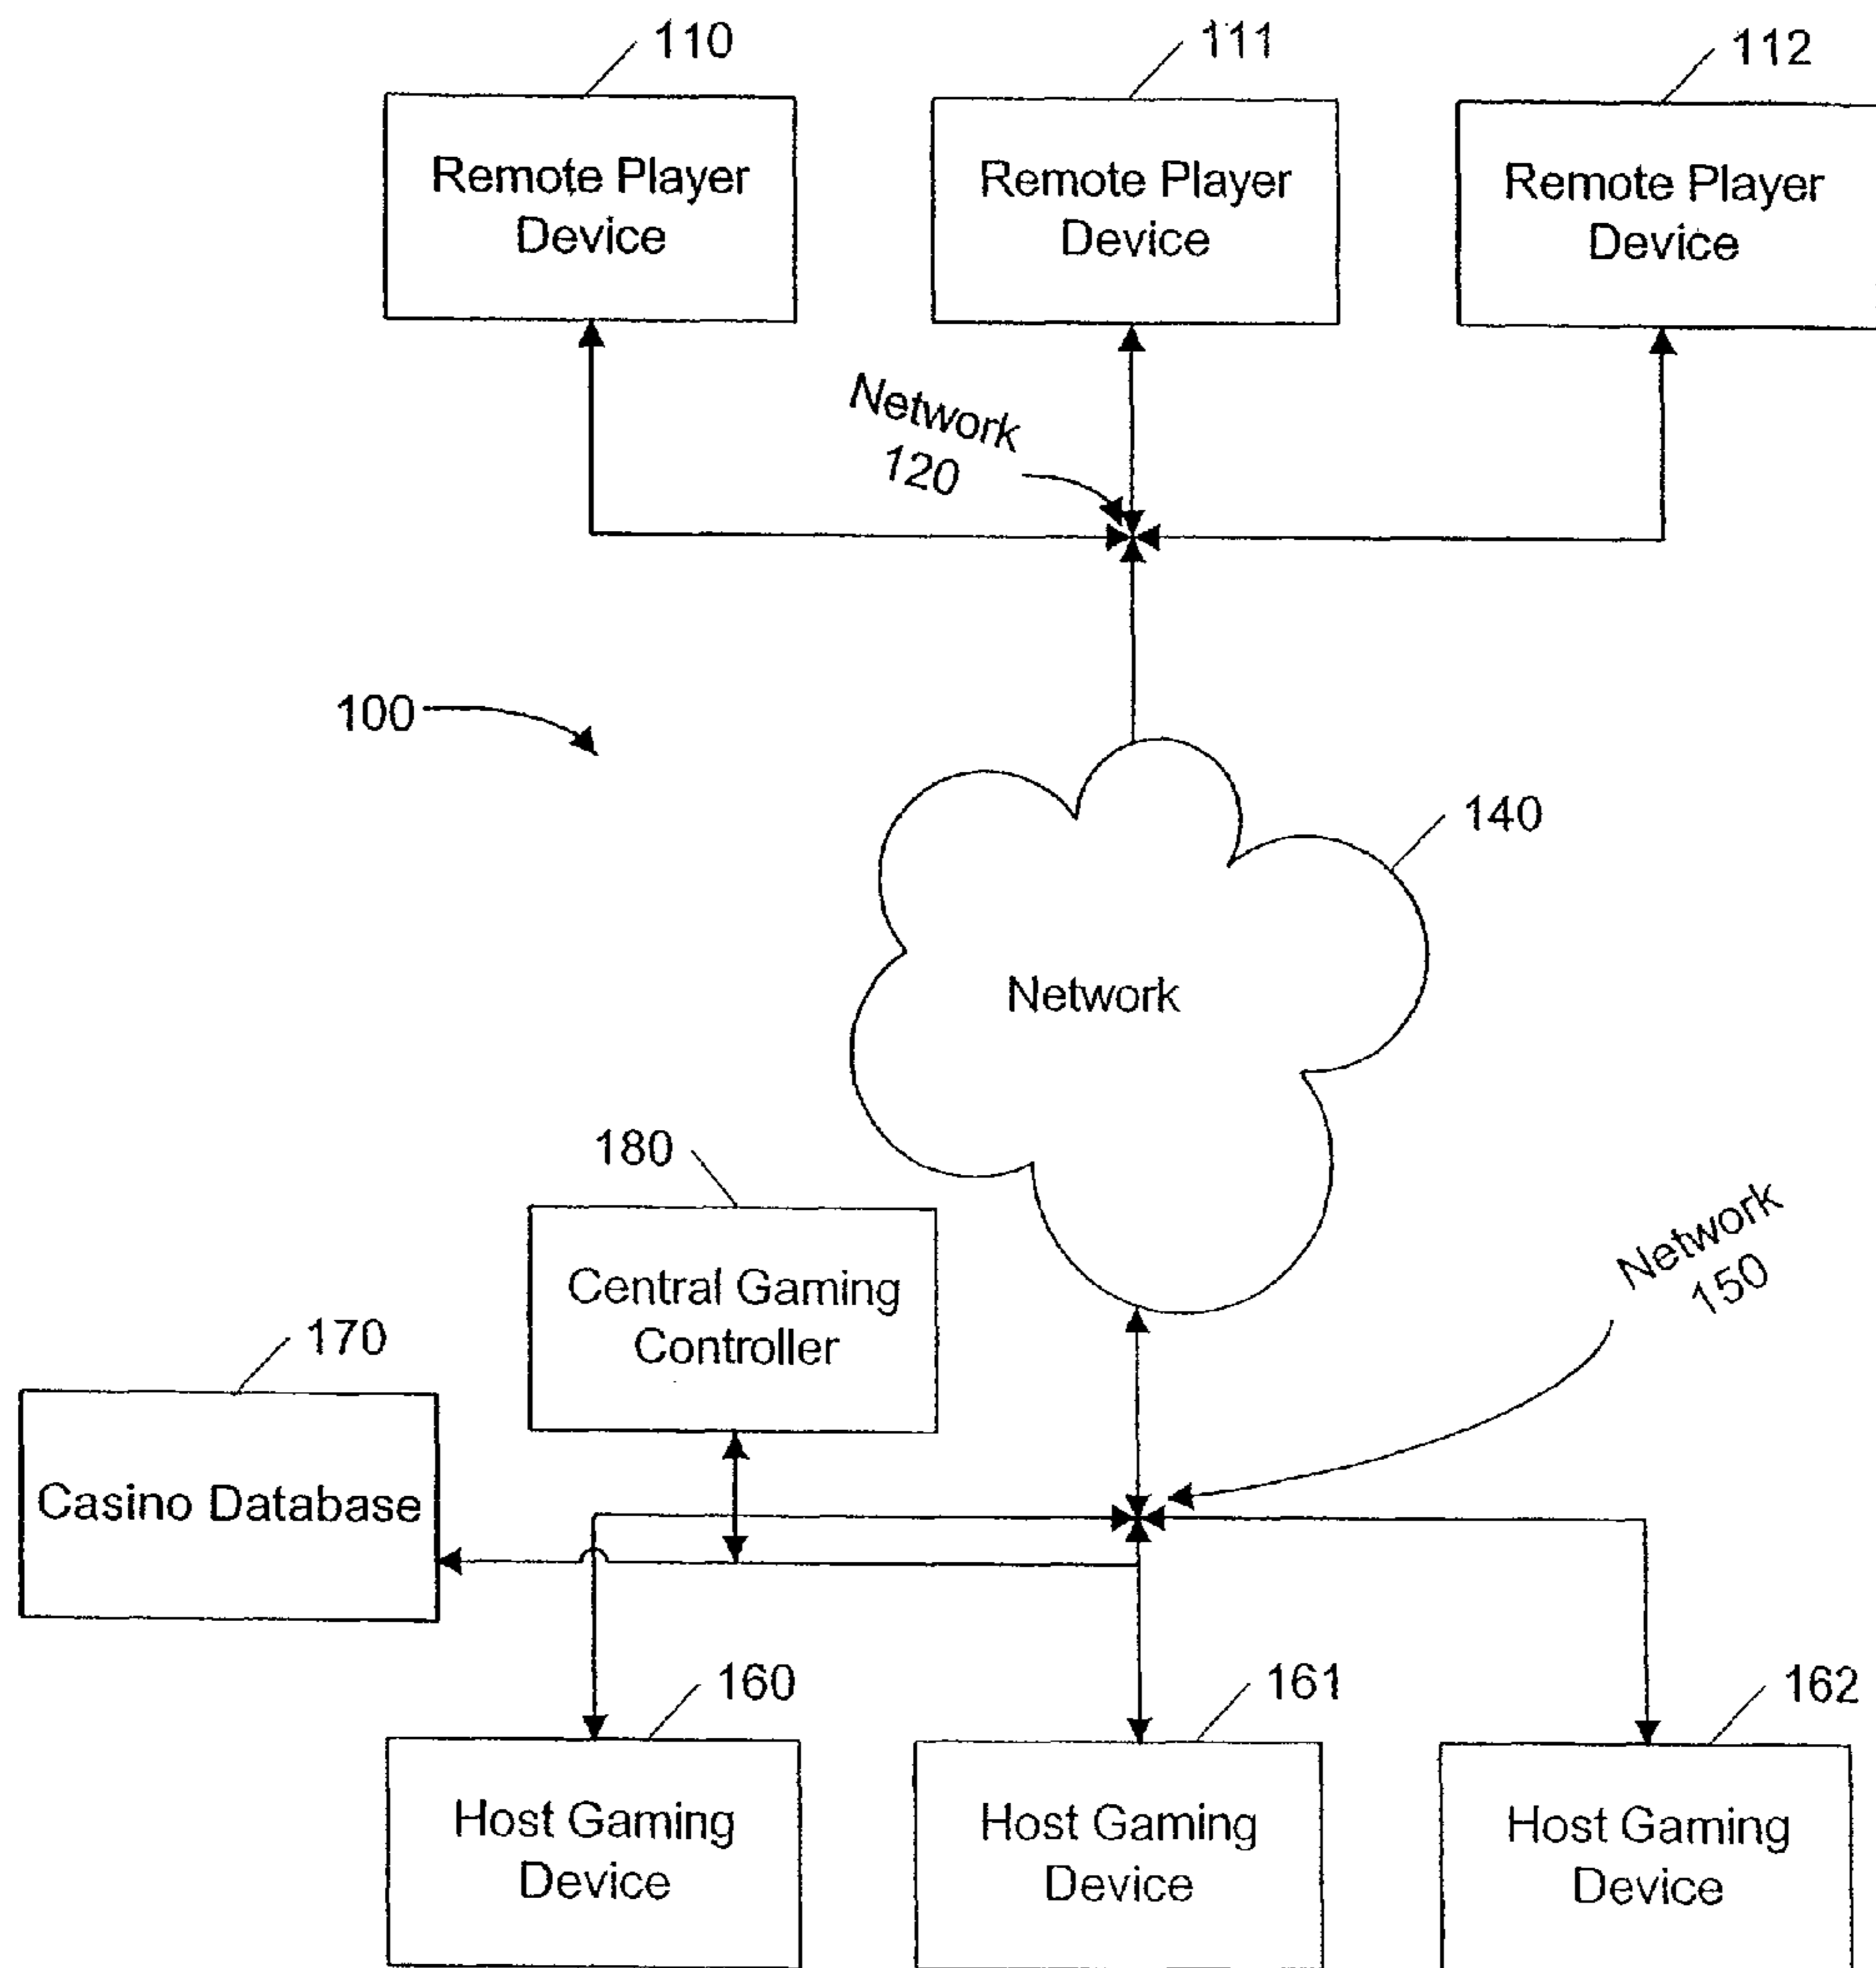 110
111
112
Remote Player
Device
Remote Player
Device
Remote Player
Device
Network
120
100
140
Network
180
Network
150
Central Gaming
Controller
170
Casino Database
160
161
162
Host Gaming
Device
Host Gaming
Device
Host Gaming
Device